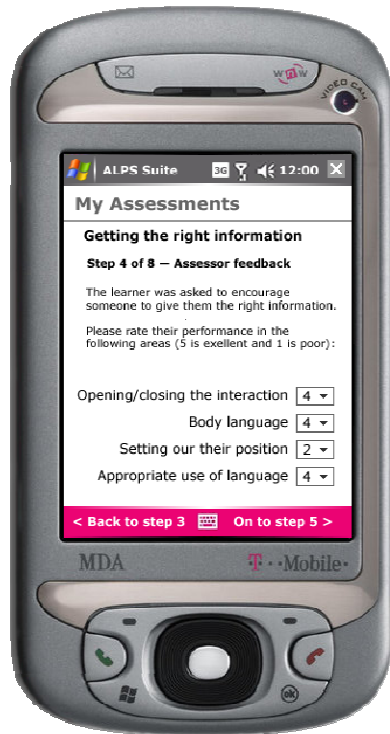 www
VIDEO CAM
ALPS Suite 3G 12:00
My Assessments
Getting the right information
Step 4 of 8 — Assessor feedback
The learner was asked to encourage
someone to give them the right information.
Please rate their performance in the
following areas (5 is exellent and 1 is poor):
Opening/closing the interaction 4
Body language 4
Setting our their position 2
Appropriate use of language 4
< Back to step 3 On to step 5 >
MDA T··Mobile·
ok